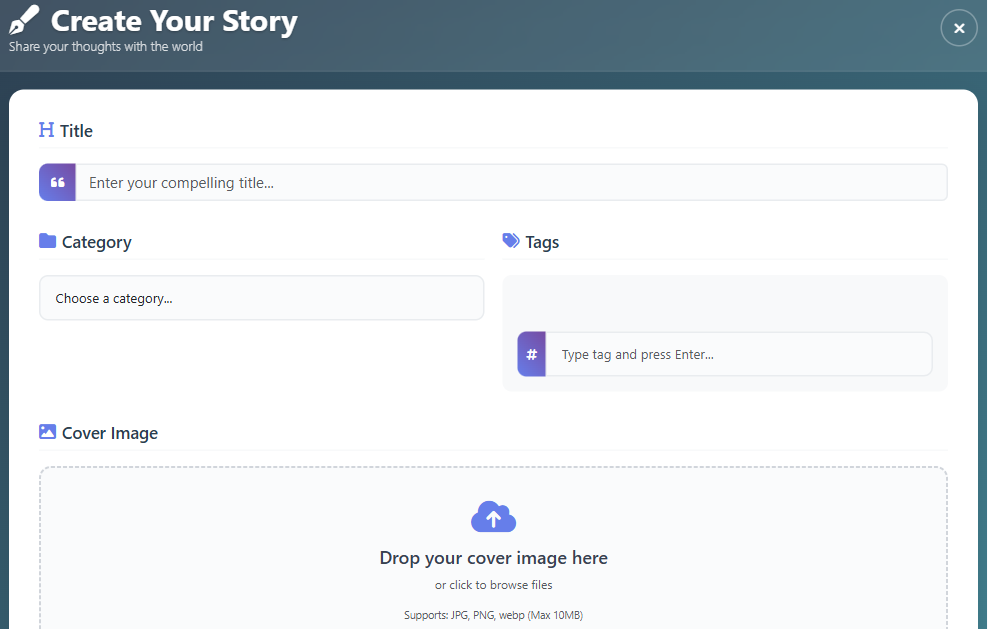 Create Your Story
Share your thoughts with the world
H Title
Enter your compelling title...
Category
Tags
Choose a category...
# Type tag and press Enter...
Cover Image
Drop your cover image here
or click to browse files
Supports: JPG, PNG, webp (Max 10MB)